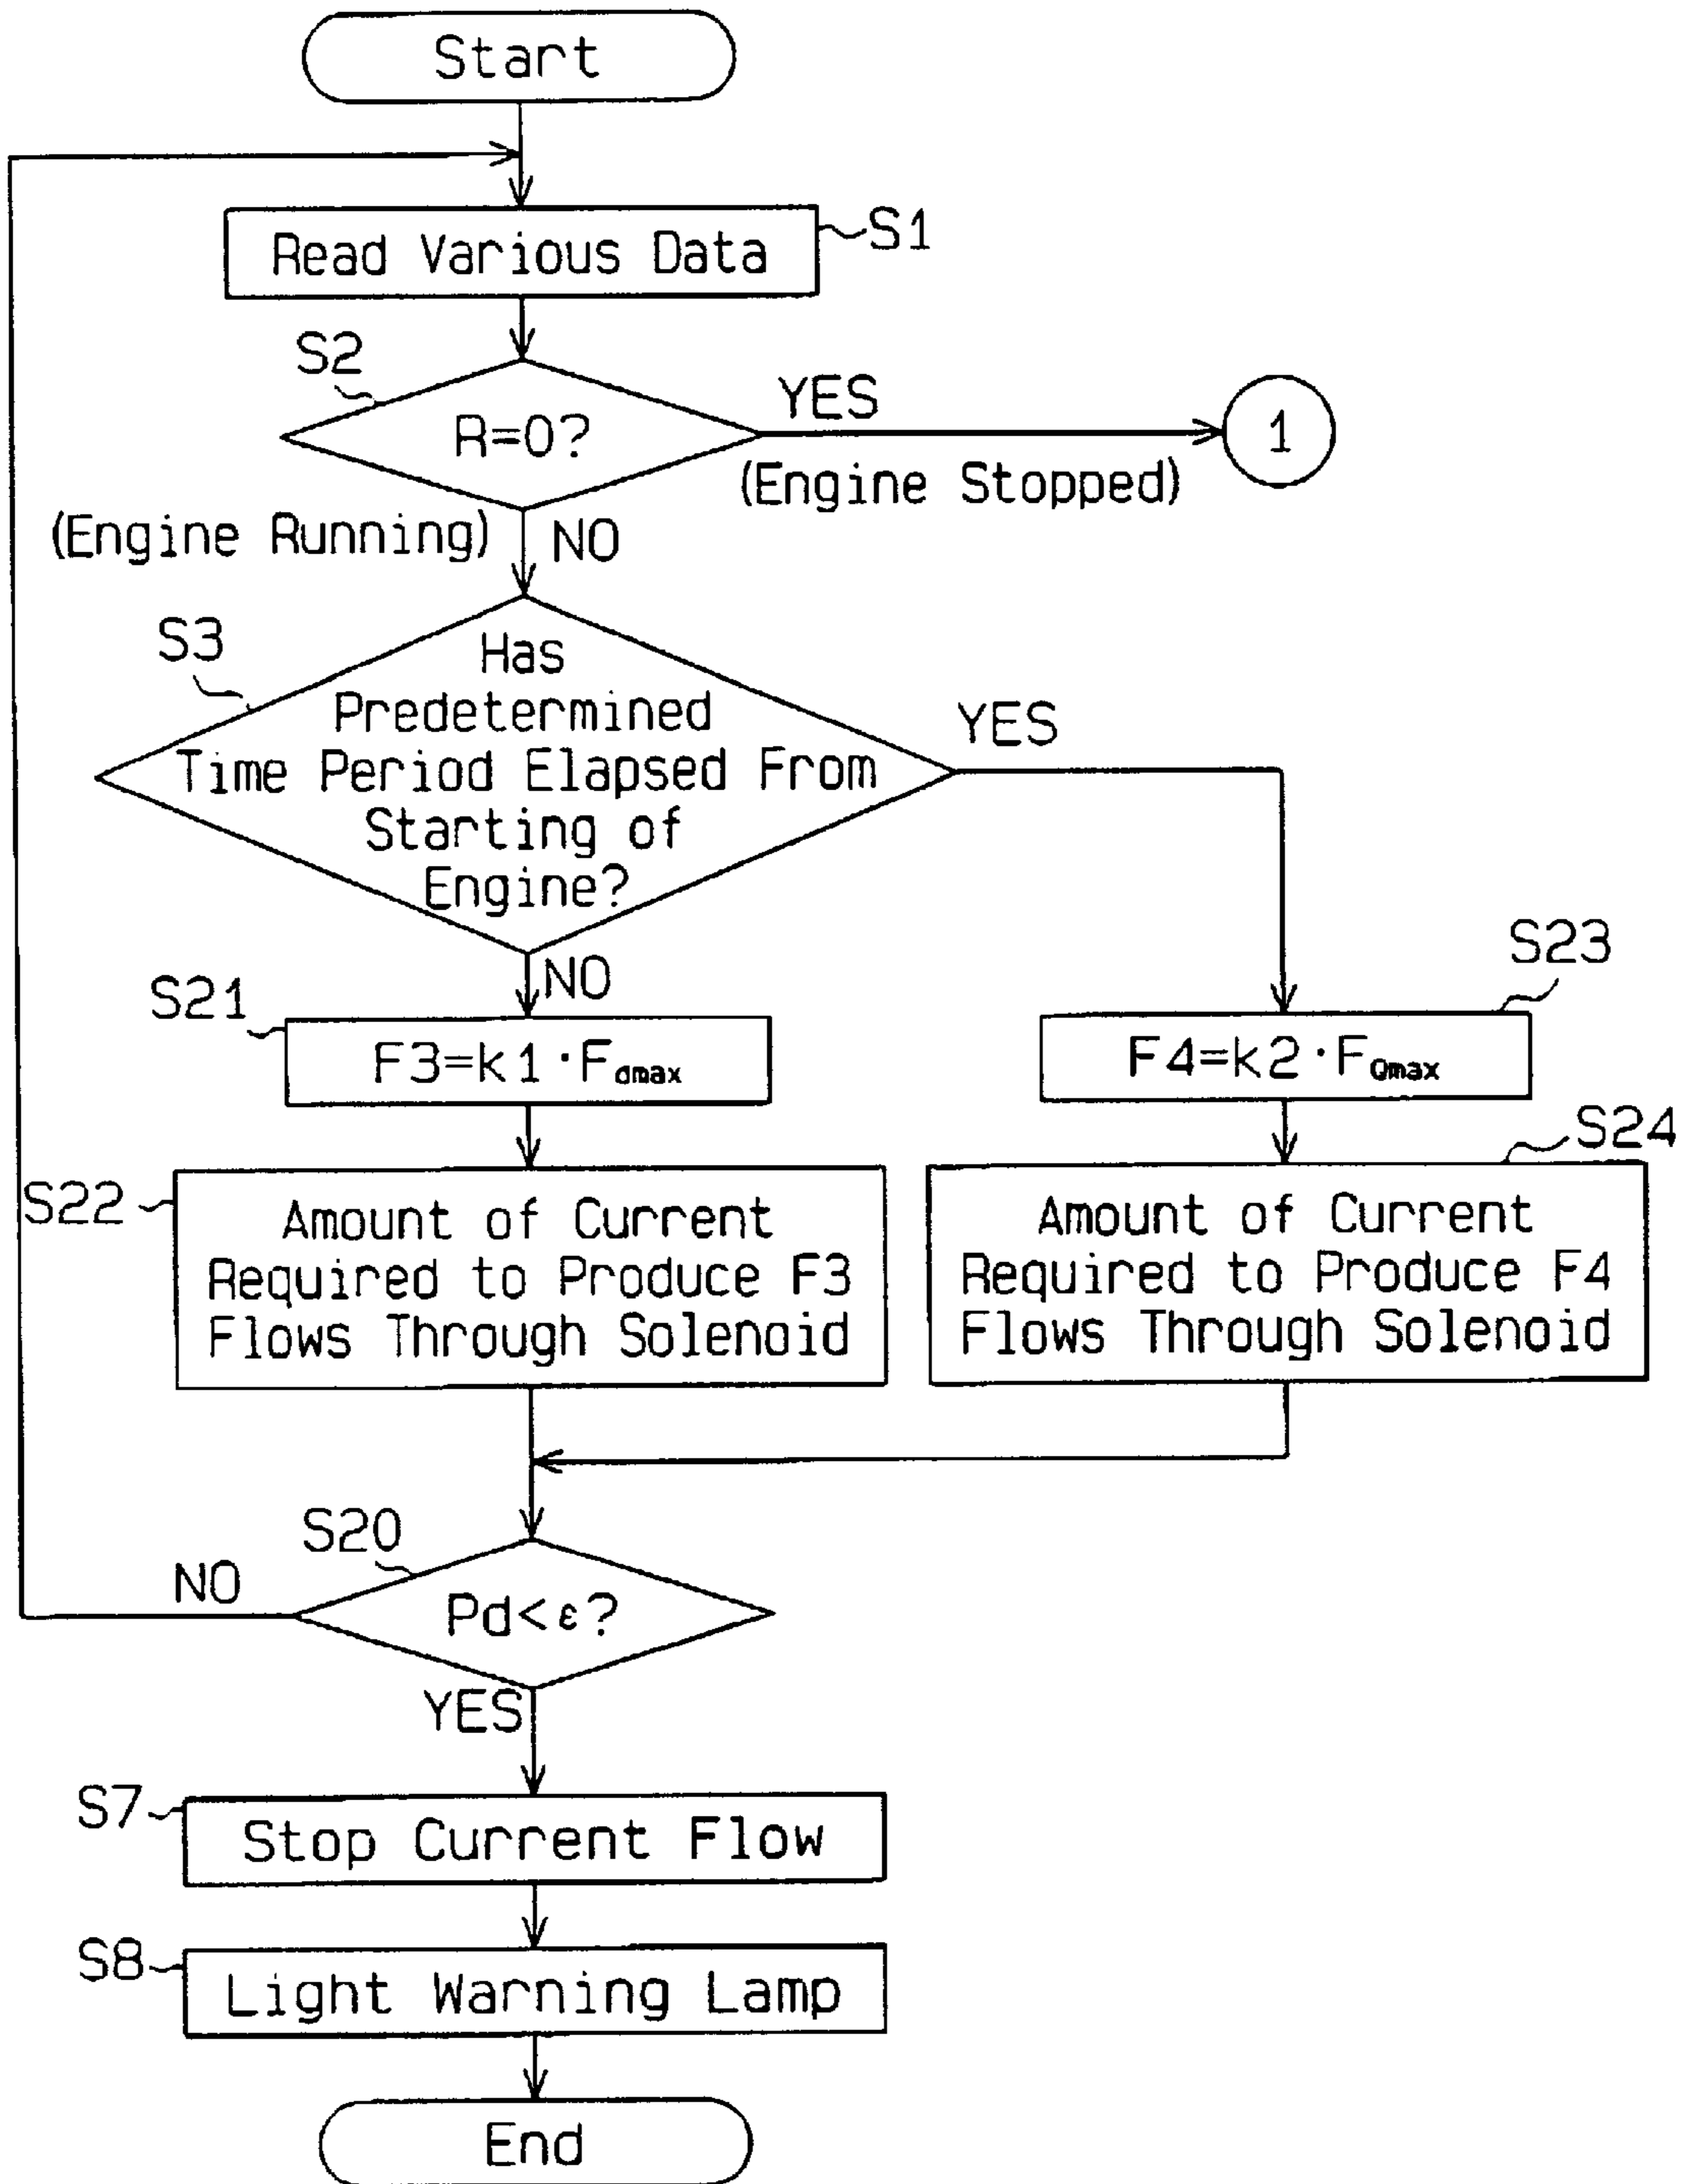 Start
Read Various Data
S1
S2
R=0?
YES
(Engine Stopped)
1
(Engine Running)
NO
S3
Has
Predetermined
Time Period Elapsed From
Starting of
Engine?
YES
NO
S21
F3=k1·Fαmax
S23
F4=k2·FQmax
S22
Amount of Current
Required to Produce F3
Flows Through Solenoid
S24
Amount of Current
Required to Produce F4
Flows Through Solenoid
S20
NO
Pd<ε?
YES
S7
Stop Current Flow
S8
Light Warning Lamp
End